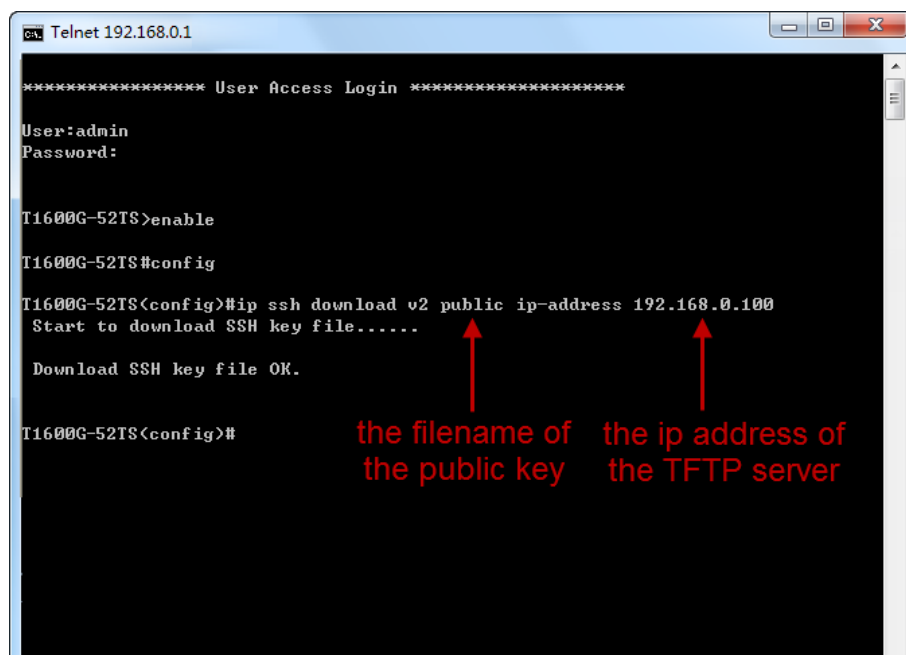 Telnet 192.168.0.1
***************** User Access Login ********************
User:admin
Password:
T1600G-52TS>enable
T1600G-52TS#config
T1600G-52TS(config)#ip ssh download v2 public ip-address 192.168.0.100
Start to download SSH key file......
Download SSH key file OK.
T1600G-52TS(config)#
the filename of
the public key
the ip address of
the TFTP server